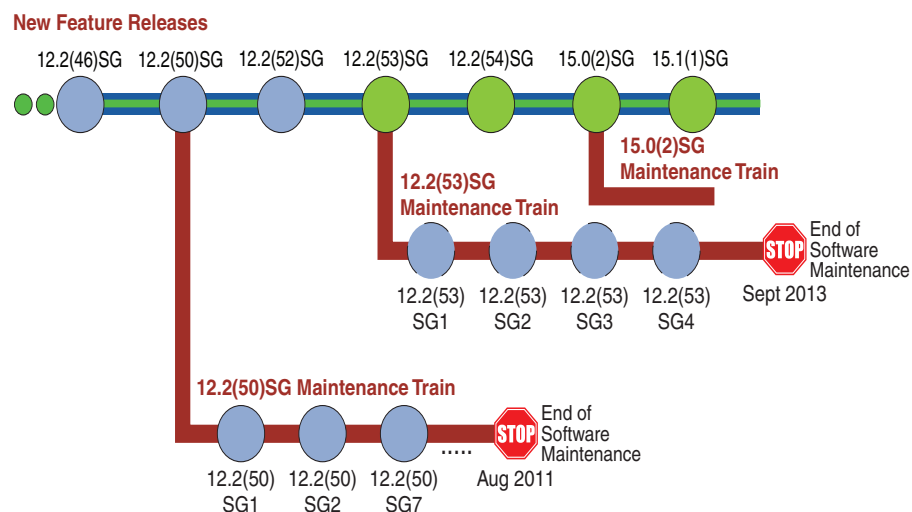 New Feature Releases
12.2(46)SG
12.2(50)SG
12.2(52)SG
12.2(53)SG
12.2(54)SG
15.0(2)SG
15.1(1)SG
15.0(2)SG
Maintenance Train
12.2(53)SG
Maintenance Train
12.2(53)
SG1
12.2(53)
SG2
12.2(53)
SG3
12.2(53)
SG4
STOP
End of
Software
Maintenance
Sept 2013
12.2(50)SG Maintenance Train
12.2(50)
SG1
12.2(50)
SG2
12.2(50)
SG7
.....
STOP
End of
Software
Maintenance
Aug 2011